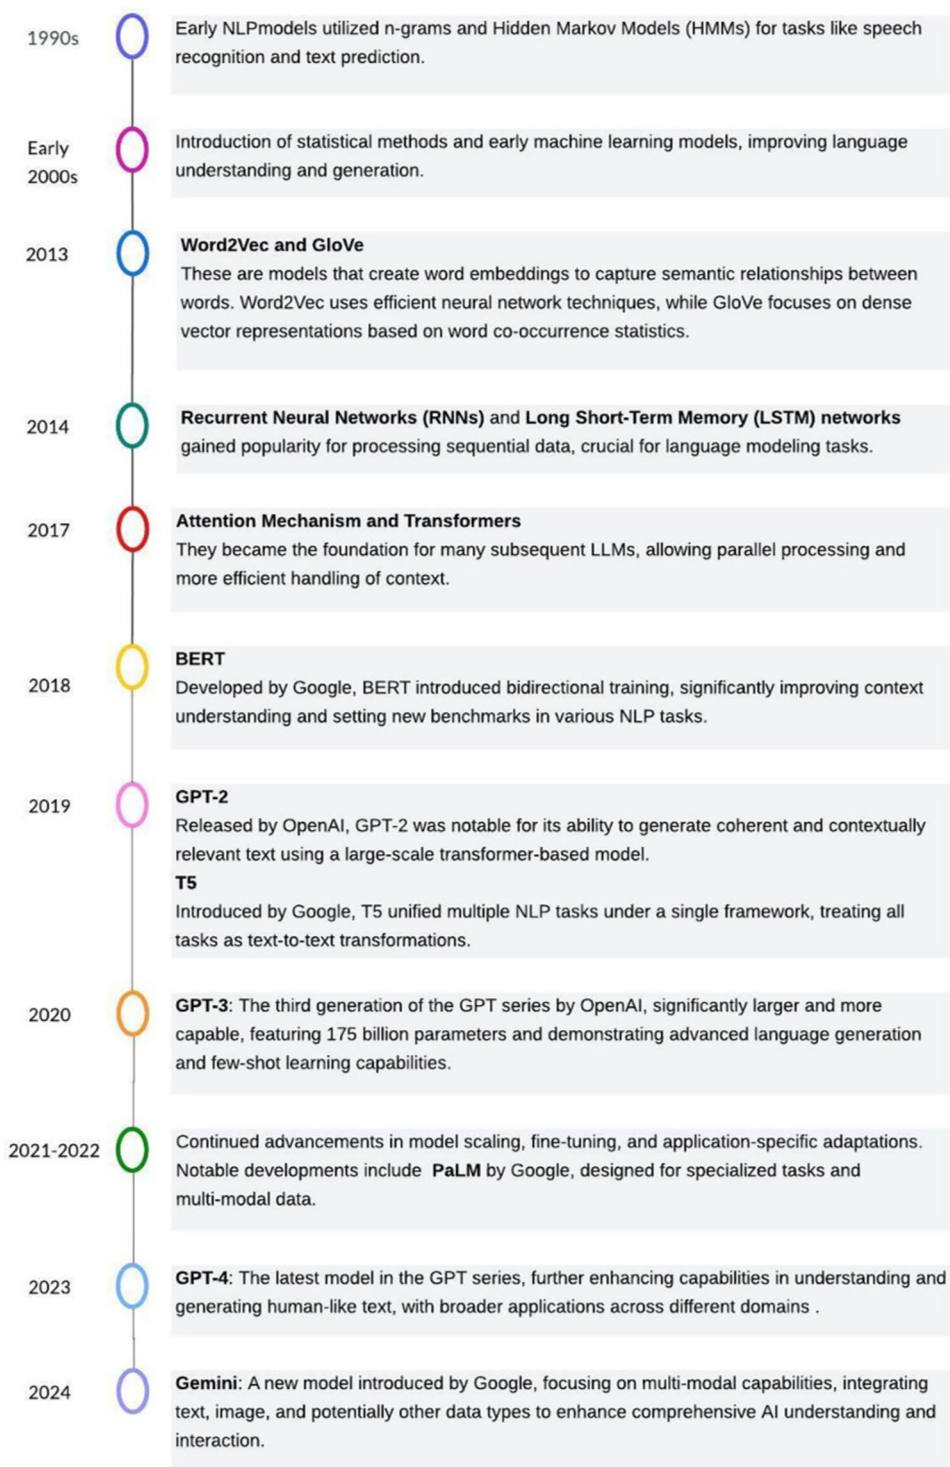 1990s
Early NLPmodels utilized n-grams and Hidden Markov Models (HMMs) for tasks like speech
recognition and text prediction.
Early
2000s
Introduction of statistical methods and early machine learning models, improving language
understanding and generation.
2013
Word2Vec and GloVe
These are models that create word embeddings to capture semantic relationships between
words. Word2Vec uses efficient neural network techniques, while GloVe focuses on dense
vector representations based on word co-occurrence statistics.
2014
Recurrent Neural Networks (RNNs) and Long Short-Term Memory (LSTM) networks
gained popularity for processing sequential data, crucial for language modeling tasks.
2017
Attention Mechanism and Transformers
They became the foundation for many subsequent LLMs, allowing parallel processing and
more efficient handling of context.
2018
BERT
Developed by Google, BERT introduced bidirectional training, significantly improving context
understanding and setting new benchmarks in various NLP tasks.
2019
GPT-2
Released by OpenAI, GPT-2 was notable for its ability to generate coherent and contextually
relevant text using a large-scale transformer-based model.
T5
Introduced by Google, T5 unified multiple NLP tasks under a single framework, treating all
tasks as text-to-text transformations.
2020
GPT-3: The third generation of the GPT series by OpenAI, significantly larger and more
capable, featuring 175 billion parameters and demonstrating advanced language generation
and few-shot learning capabilities.
2021-2022
Continued advancements in model scaling, fine-tuning, and application-specific adaptations.
Notable developments include PaLM by Google, designed for specialized tasks and
multi-modal data.
2023
GPT-4: The latest model in the GPT series, further enhancing capabilities in understanding and
generating human-like text, with broader applications across different domains .
2024
Gemini: A new model introduced by Google, focusing on multi-modal capabilities, integrating
text, image, and potentially other data types to enhance comprehensive AI understanding and
interaction.